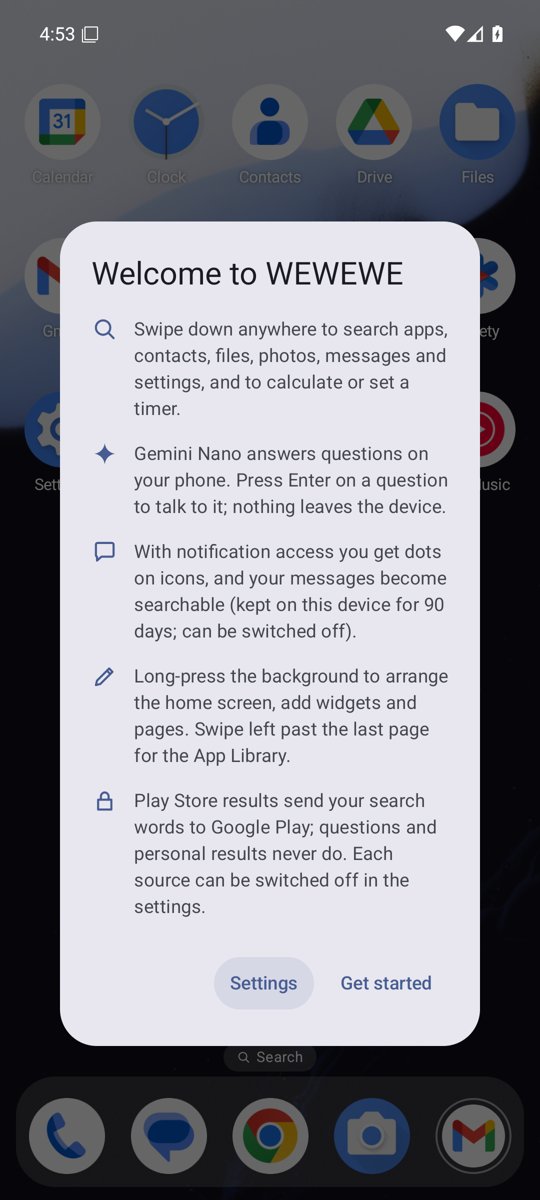 4:53
31
Calendar
Clock
Contacts
Drive
Files
Welcome to WEWEWE
Swipe down anywhere to search apps,
contacts, files, photos, messages and
settings, and to calculate or set a
timer.
Gemini Nano answers questions on
your phone. Press Enter on a question
to talk to it; nothing leaves the device.
With notification access you get dots
on icons, and your messages become
searchable (kept on this device for 90
days; can be switched off).
Long-press the background to arrange
the home screen, add widgets and
pages. Swipe left past the last page
for the App Library.
Play Store results send your search
words to Google Play; questions and
personal results never do. Each
source can be switched off in the
settings.
Settings
Get started
Search